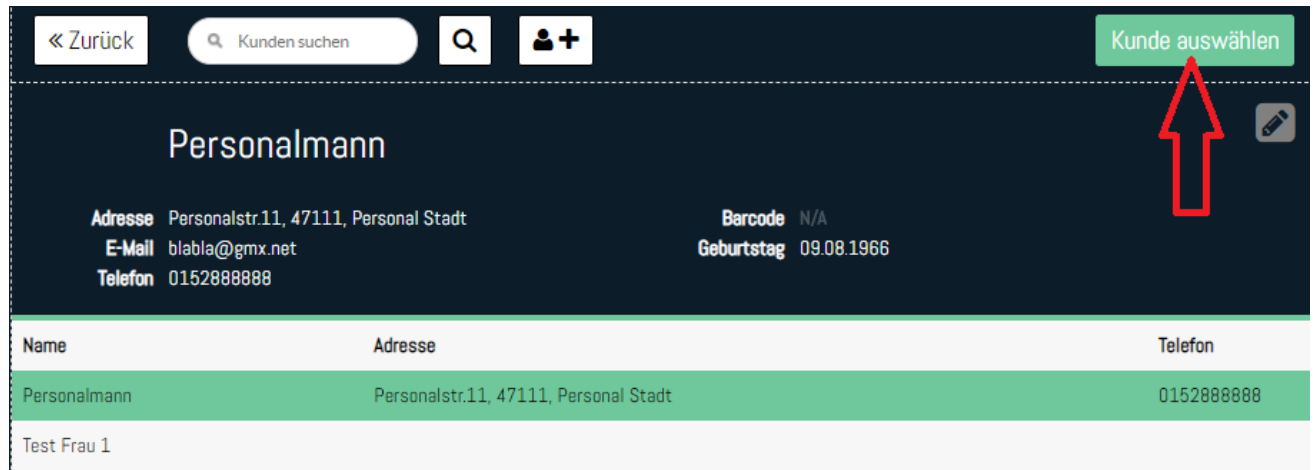 « Zurück Kunden suchen Kunde auswählen
Personalmann
Adresse Personalstr.11, 47111, Personal Stadt Barcode N/A
E-Mail blabla@gmx.net Geburtstag 09.08.1966
Telefon 0152888888
Name Adresse Telefon
Personalmann Personalstr.11, 47111, Personal Stadt 0152888888
Test Frau 1